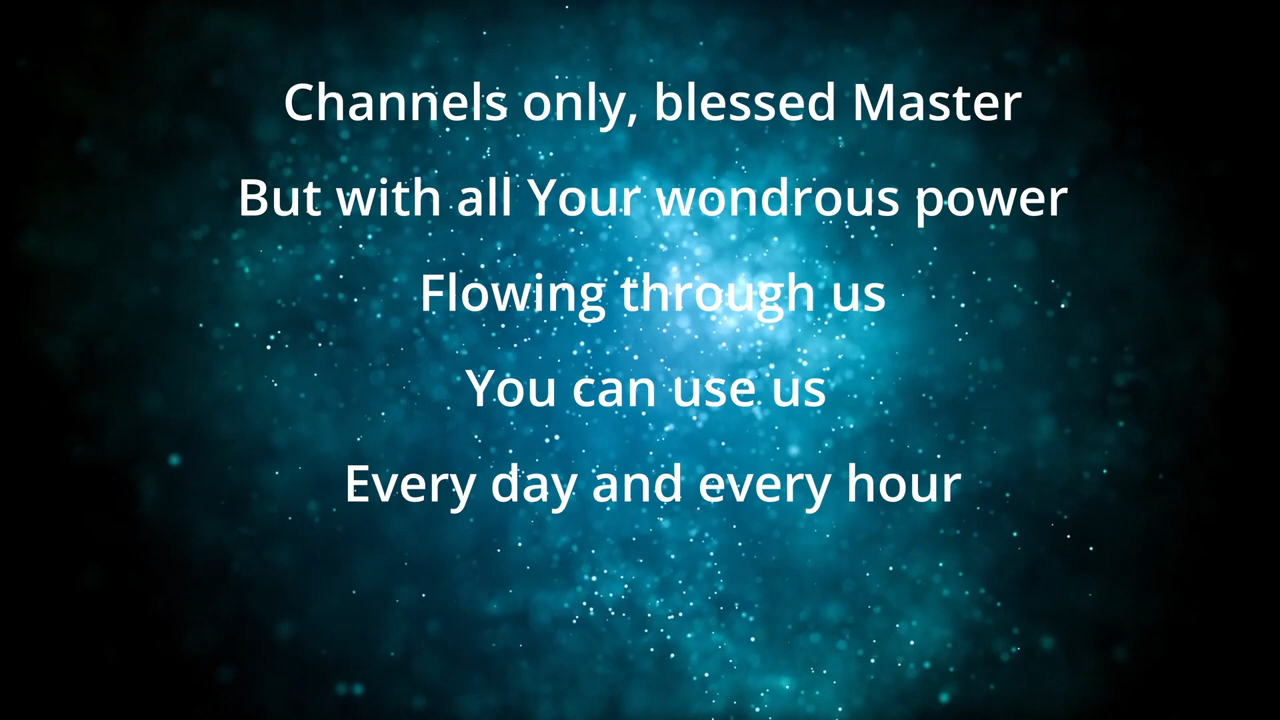 Channels only, blessed Master
But with all Your wondrous power
Flowing through us
You can use us
Every day and every hour